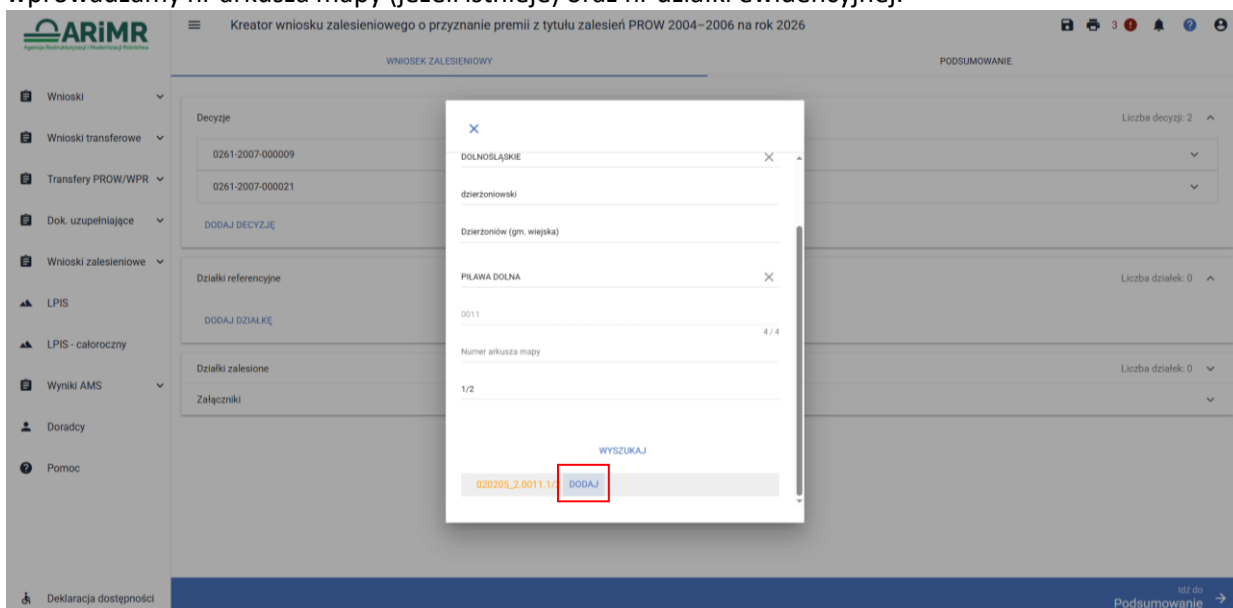 wprowadzamy nr arkusza mapy (jeżeli istnieje) oraz nr działki ewidencyjnej.
ARiMR
Agencja Restrukturyzacji i Modernizacji Rolnictwa
Kreator wniosku zalesieniowego o przyznanie premii z tytułu zalesień PROW 2004–2006 na rok 2026
3
WNIOSEK ZALESIENIOWY
PODSUMOWANIE
Wnioski
Wnioski transferowe
Transfery PROW/WPR
Dok. uzupełniające
Wnioski zalesieniowe
LPIS
LPIS - całoroczny
Wyniki AMS
Doradcy
Pomoc
Deklaracja dostępności
Decyzje
Liczba decyzji: 2
0261-2007-000009
0261-2007-000021
DODAJ DECYZJĘ
Działki referencyjne
Liczba działek: 0
DODAJ DZIAŁKĘ
Działki zalesione
Liczba działek: 0
Załączniki
DOLNOŚLĄSKIE
dzierżoniowski
Dzierżoniów (gm. wiejska)
PIŁAWA DOLNA
0011
4 / 4
Numer arkusza mapy
1/2
WYSZUKAJ
020205_2.0011.1/2 DODAJ
Idź do
Podsumowanie